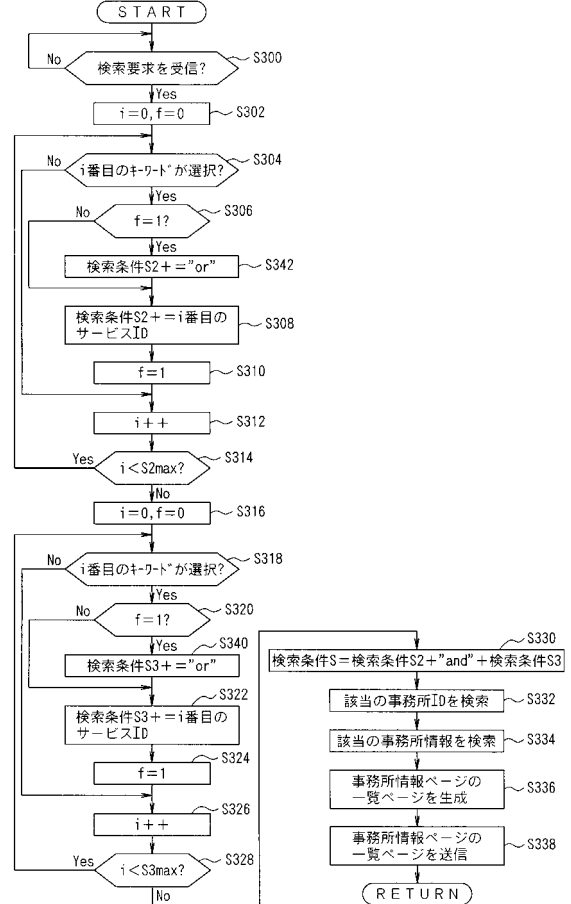 START
No
検索要求を受信?
S300
Yes
i=0,f=0
S302
No
i番目のｷｰﾜｰﾄﾞが選択?
S304
Yes
No
f=1?
S306
Yes
検索条件S2+="or"
S342
検索条件S2+=i番目の
サービスID
S308
f=1
S310
i++
S312
Yes
i<S2max?
S314
No
i=0,f=0
S316
No
i番目のｷｰﾜｰﾄﾞが選択?
S318
Yes
No
f=1?
S320
Yes
S340
検索条件S3+="or"
S322
検索条件S3+=i番目の
サービスID
S324
f=1
S326
i++
Yes
i<S3max?
S328
No
S330
検索条件S=検索条件S2+"and"+検索条件S3
該当の事務所IDを検索
S332
該当の事務所情報を検索
S334
事務所情報ページの
一覧ページを生成
S336
事務所情報ページの
一覧ページを送信
S338
RETURN